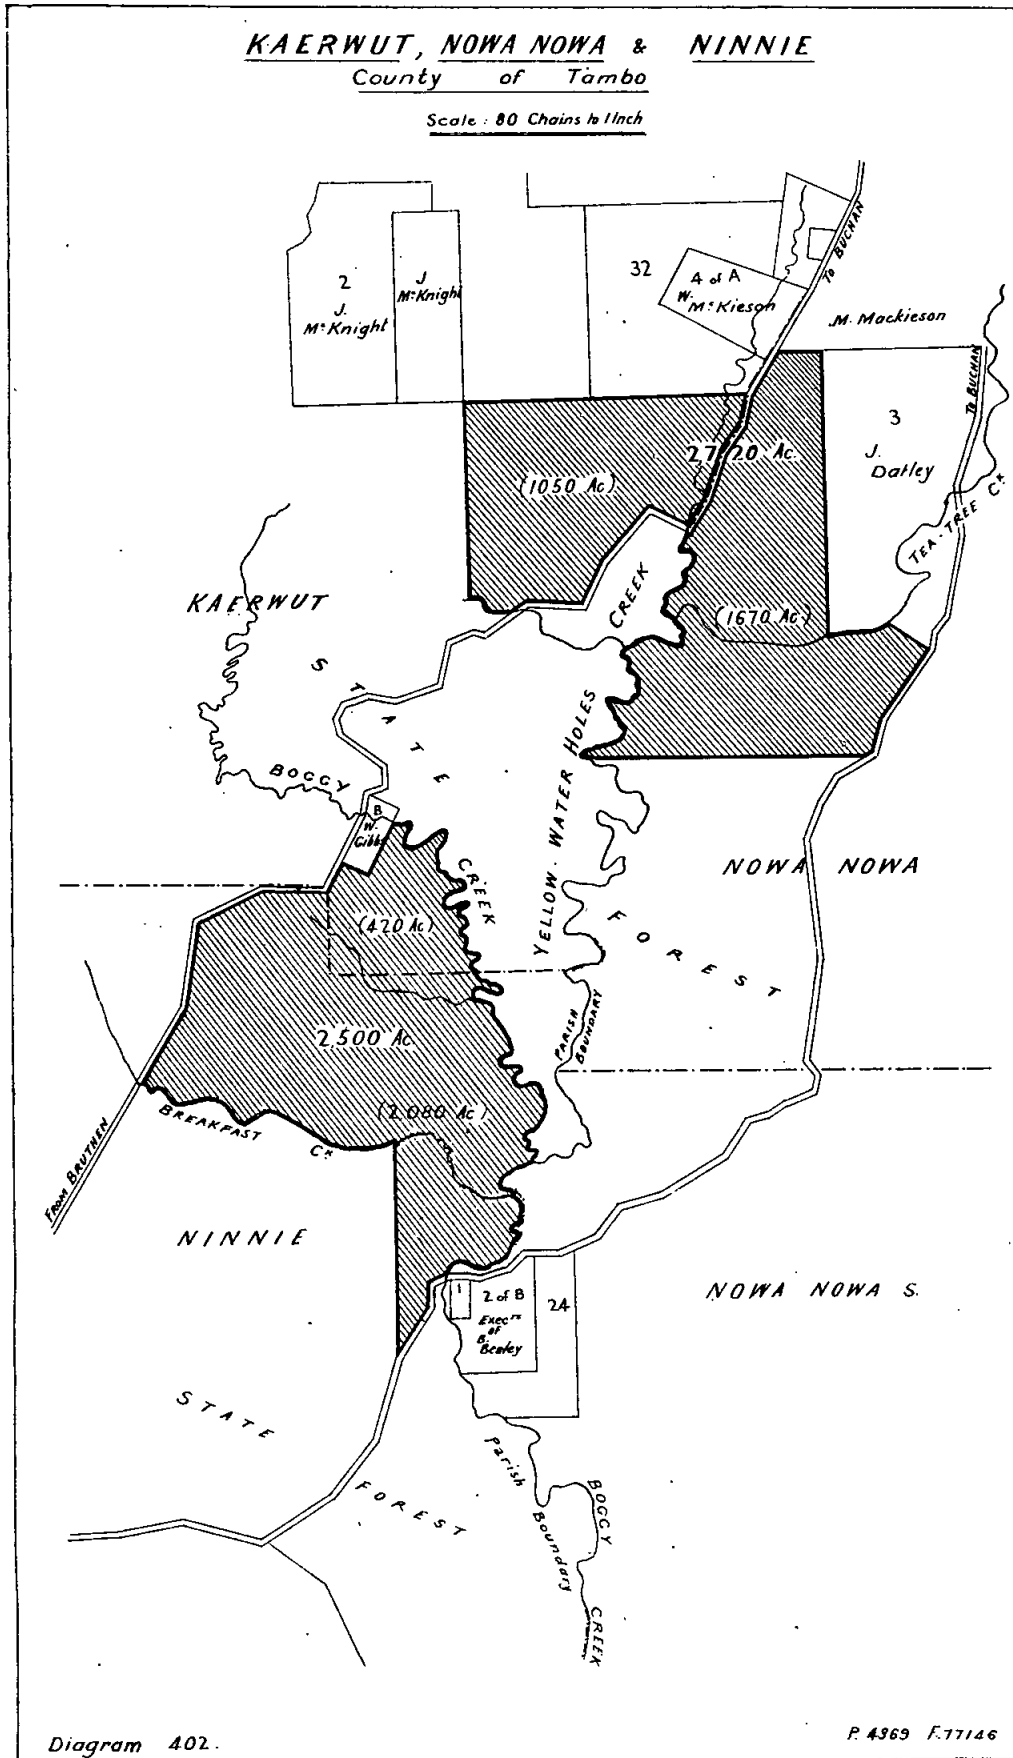 KAERWUT, NOWA NOWA & NINNIE
County of Tambo
Scale : 80 Chains to 1 Inch
TO BUCHAN
2
J.
McKnight
J
McKnight
32
4 of A
W.
McKieson
M. Mackieson
TO BUCHAN
3
J.
Datley
TEA-TREE CK
2720 Ac.
(1050 Ac)
CREEK
(1670 Ac)
KAERWUT
STATE
BOGGY
B
W.
Gibbs
CREEK
YELLOW WATER HOLES
NOWA NOWA
FOREST
(420 Ac)
2,500 Ac.
PARISH
BOUNDARY
(2,080 Ac)
BREAKFAST
CK
FROM BRUTHEN
NINNIE
1
2 of B
Execrs
of
B.
Bealey
24
NOWA NOWA S.
STATE
FOREST
Parish
Boundary
BOGGY
CREEK
Diagram 402.
P. 4369 F.77146